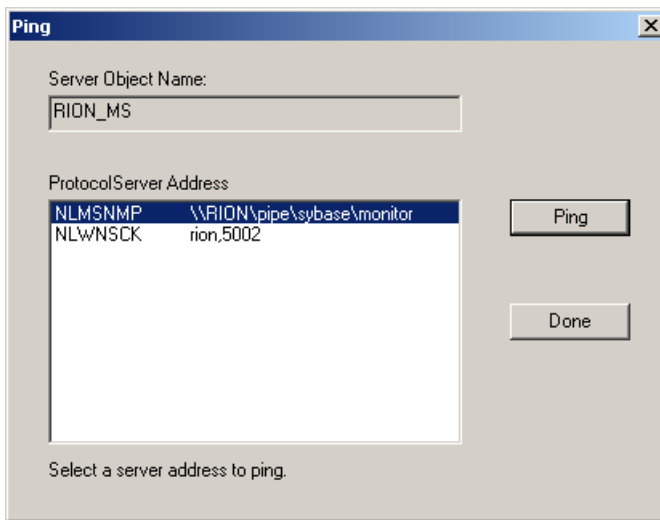 Ping
Server Object Name:
RION_MS
ProtocolServer Address
NLMSNMP \\RION\pipe\sybase\monitor
NLWNSCK rion,5002
Ping
Done
Select a server address to ping.